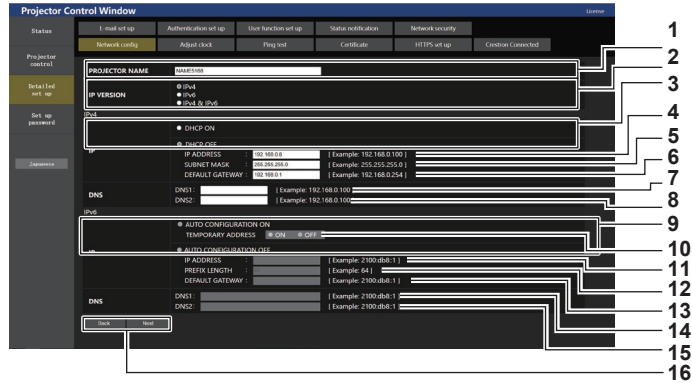 Projector Control Window
License
Status
E-mail set up Authentication set up User function set up Status notification Network security
Network config Adjust clock Ping test Certificate HTTPS set up Crestron Connected
Projector
control
Detailed
set up
Set up
password
Japanese
PROJECTOR NAME NAME5168
IP VERSION
IPv4
IPv6
IPv4 & IPv6
IPv4
DHCP ON
IP
DHCP OFF
IP ADDRESS : 192.168.0.8 [ Example: 192.168.0.100 ]
SUBNET MASK : 255.255.255.0 [ Example: 255.255.255.0 ]
DEFAULT GATEWAY : 192.168.0.1 [ Example: 192.168.0.254 ]
DNS
DNS1: [ Example: 192.168.0.100
DNS2: [ Example: 192.168.0.100
IPv6
AUTO CONFIGURATION ON
TEMPORARY ADDRESS ON OFF
IP
AUTO CONFIGURATION OFF
IP ADDRESS : [ Example: 2100:db8::1 ]
PREFIX LENGTH : [ Example: 64 ]
DEFAULT GATEWAY : [ Example: 2100:db8::1 ]
DNS
DNS1: [ Example: 2100:db8::1 ]
DNS2: [ Example: 2100:db8::1 ]
Back Next
1
2
3
4
5
6
7
8
9
10
11
12
13
14
15
16